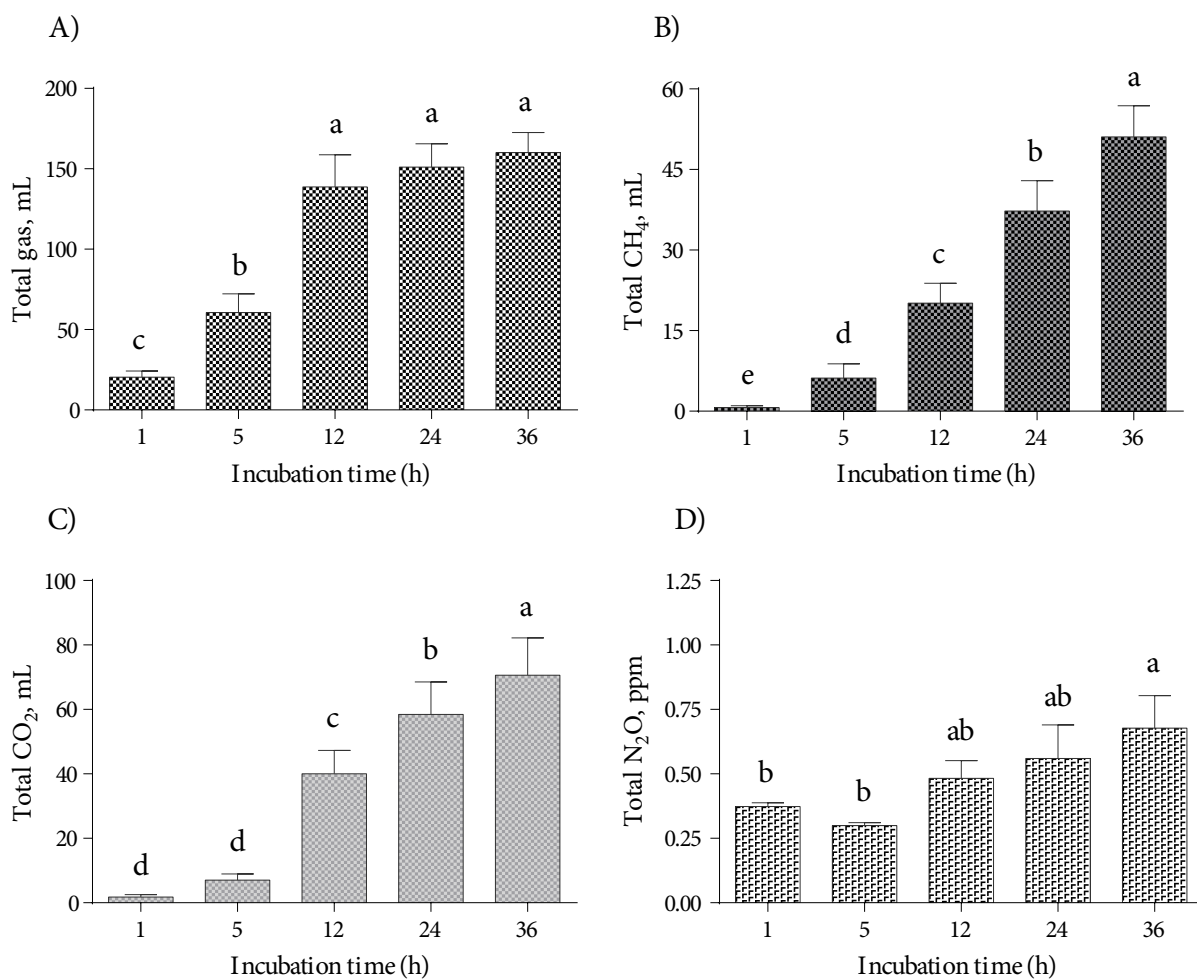 A)
Total gas, mL
200
150
100
50
0
c
b
a
a
a
1 5 12 24 36
Incubation time (h)
B)
Total CH₄, mL
60
45
30
15
0
e
d
c
b
a
1 5 12 24 36
Incubation time (h)
C)
Total CO₂, mL
100
80
60
40
20
0
d
d
c
b
a
1 5 12 24 36
Incubation time (h)
D)
Total N₂O, ppm
1.25
1.00
0.75
0.50
0.25
0.00
b
b
ab
ab
a
1 5 12 24 36
Incubation time (h)